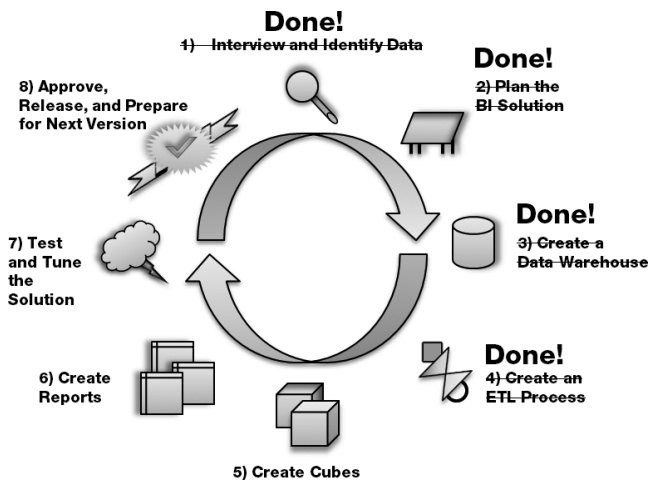 Done!
1) Interview and Identify Data
Done!
2) Plan the
BI Solution
Done!
3) Create a
Data Warehouse
Done!
4) Create an
ETL Process
5) Create Cubes
6) Create
Reports
7) Test
and Tune
the
Solution
8) Approve,
Release, and Prepare
for Next Version